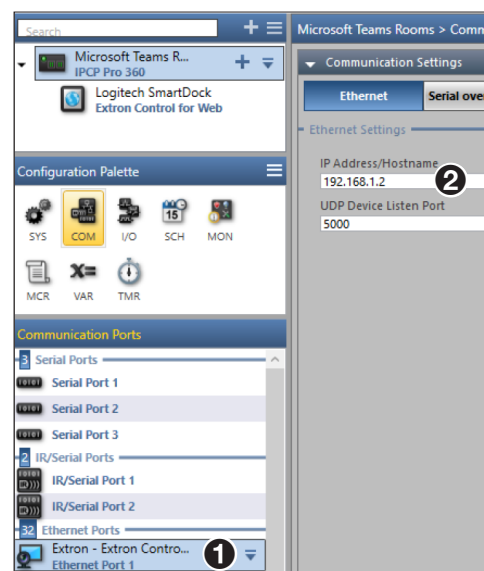 Search
Microsoft Teams R...
IPCP Pro 360
Logitech SmartDock
Extron Control for Web
Configuration Palette
SYS
COM
I/O
15
SCH
MON
MCR
X=
VAR
TMR
Communication Ports
3 Serial Ports
Serial Port 1
Serial Port 2
Serial Port 3
2 IR/Serial Ports
IR/Serial Port 1
IR/Serial Port 2
32 Ethernet Ports
Extron - Extron Contro...
Ethernet Port 1
1
Microsoft Teams Rooms > Comm
Communication Settings
Ethernet
Serial ove
Ethernet Settings
IP Address/Hostname
192.168.1.2
2
UDP Device Listen Port
5000